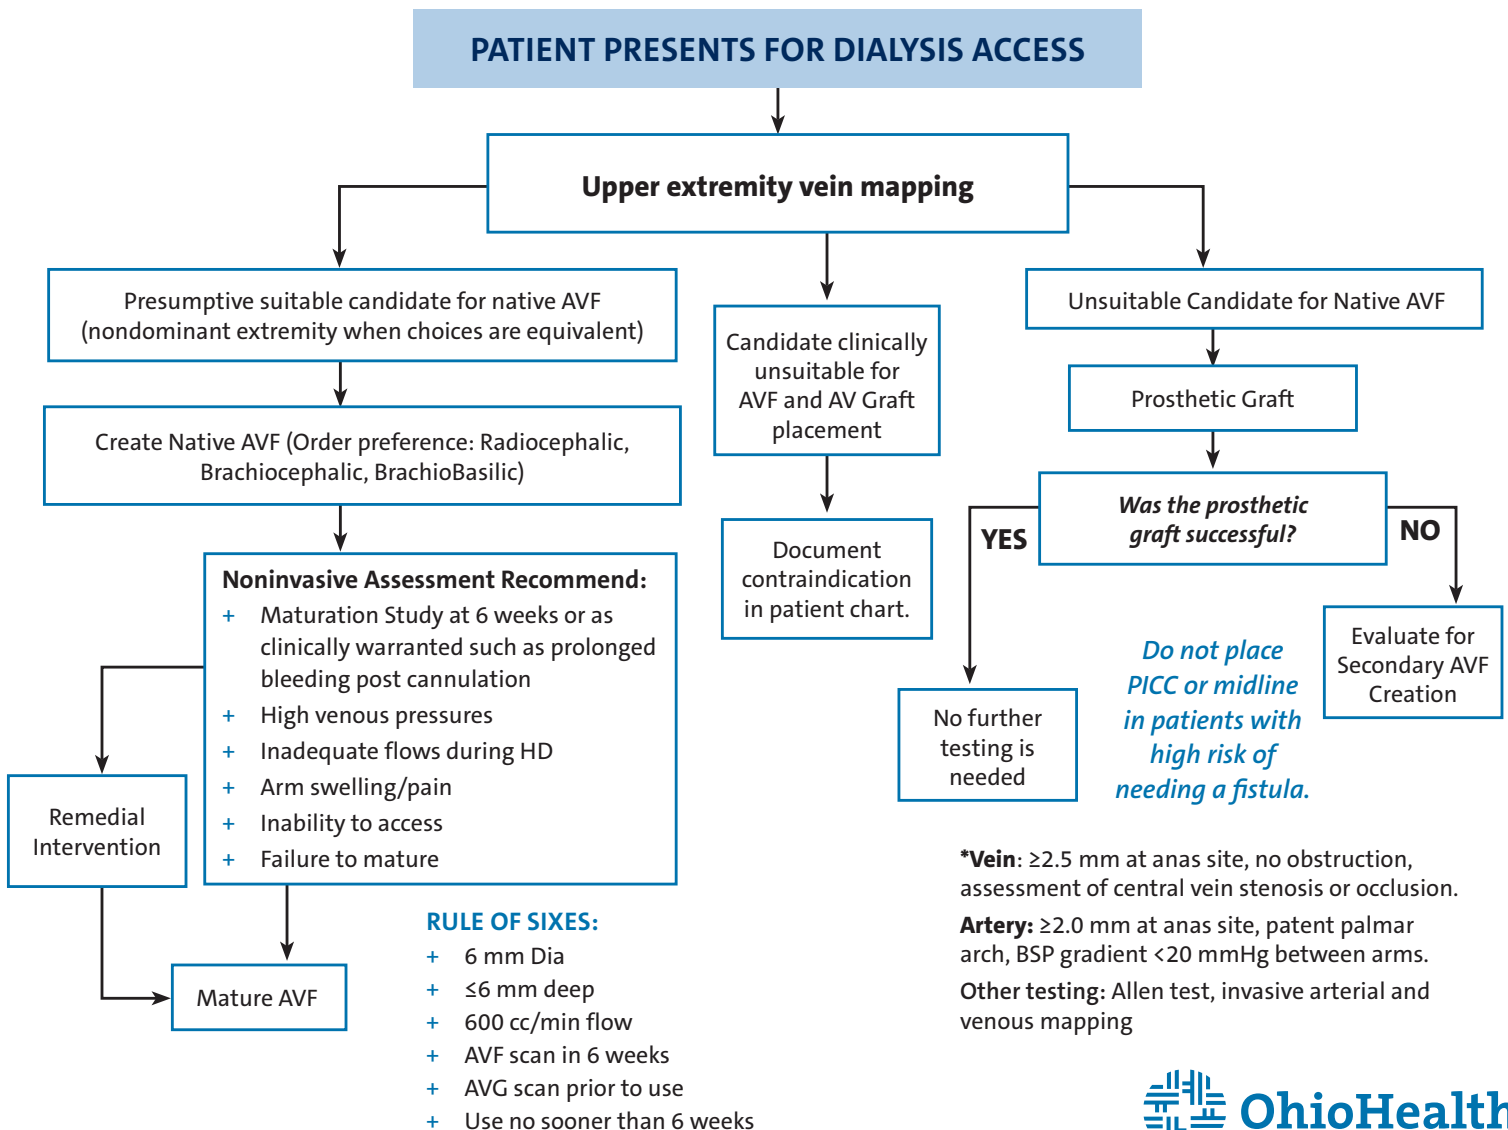 PATIENT PRESENTS FOR DIALYSIS ACCESS
Upper extremity vein mapping
Presumptive suitable candidate for native AVF
(nondominant extremity when choices are equivalent)
Create Native AVF (Order preference: Radiocephalic,
Brachiocephalic, BrachioBasilic)
Noninvasive Assessment Recommend:
+ Maturation Study at 6 weeks or as
clinically warranted such as prolonged
bleeding post cannulation
+ High venous pressures
+ Inadequate flows during HD
+ Arm swelling/pain
+ Inability to access
+ Failure to mature
Remedial
Intervention
Mature AVF
RULE OF SIXES:
+ 6 mm Dia
+ ≤6 mm deep
+ 600 cc/min flow
+ AVF scan in 6 weeks
+ AVG scan prior to use
+ Use no sooner than 6 weeks
Candidate clinically
unsuitable for
AVF and AV Graft
placement
Document
contraindication
in patient chart.
Unsuitable Candidate for Native AVF
Prosthetic Graft
Was the prosthetic
graft successful?
YES
NO
No further
testing is
needed
Evaluate for
Secondary AVF
Creation
Do not place
PICC or midline
in patients with
high risk of
needing a fistula.
*Vein: ≥2.5 mm at anas site, no obstruction,
assessment of central vein stenosis or occlusion.
Artery: ≥2.0 mm at anas site, patent palmar
arch, BSP gradient <20 mmHg between arms.
Other testing: Allen test, invasive arterial and
venous mapping
OhioHealth